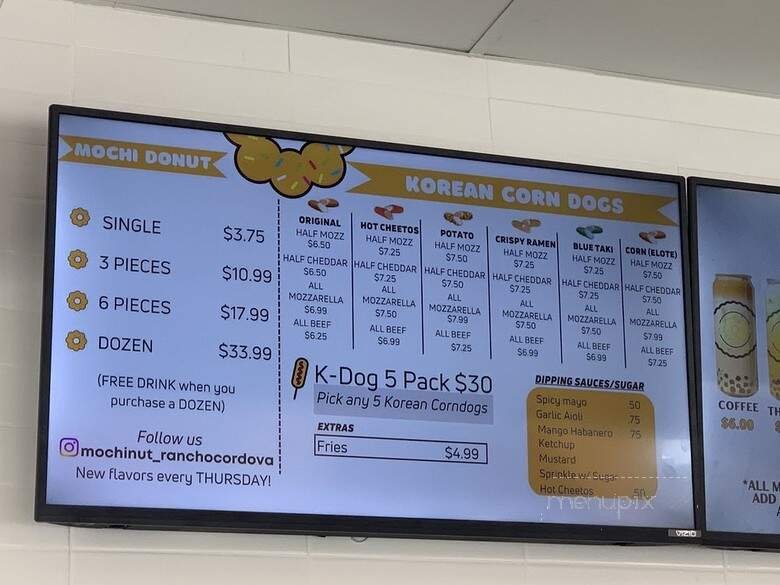 MOCHI DONUT
SINGLE $3.75
3 PIECES $10.99
6 PIECES $17.99
DOZEN $33.99
(FREE DRINK when you
purchase a DOZEN)
Follow us
mochinut_ranchocordova
New flavors every THURSDAY!
KOREAN CORN DOGS
ORIGINAL
HALF MOZZ
$6.50
HALF CHEDDAR
$6.50
ALL
MOZZARELLA
$6.99
ALL BEEF
$6.25
HOT CHEETOS
HALF MOZZ
$7.25
HALF CHEDDAR
$7.25
ALL
MOZZARELLA
$7.50
ALL BEEF
$6.99
POTATO
HALF MOZZ
$7.50
HALF CHEDDAR
$7.50
ALL
MOZZARELLA
$7.99
ALL BEEF
$7.25
CRISPY RAMEN
HALF MOZZ
$7.25
HALF CHEDDAR
$7.25
ALL
MOZZARELLA
$7.50
ALL BEEF
$6.99
BLUE TAKI
HALF MOZZ
$7.25
HALF CHEDDAR
$7.25
ALL
MOZZARELLA
$7.50
ALL BEEF
$6.99
CORN (ELOTE)
HALF MOZZ
$7.50
HALF CHEDDAR
$7.50
ALL
MOZZARELLA
$7.99
ALL BEEF
$7.25
K-Dog 5 Pack $30
Pick any 5 Korean Corndogs
EXTRAS
Fries $4.99
DIPPING SAUCES/SUGAR
Spicy mayo .50
Garlic Aioli .75
Mango Habanero .75
Ketchup
Mustard
Sprinkle w/ Sugar
Hot Cheetos .50
menupix
VIZIO
COFFEE
$6.00
TH
$
*ALL M
ADD